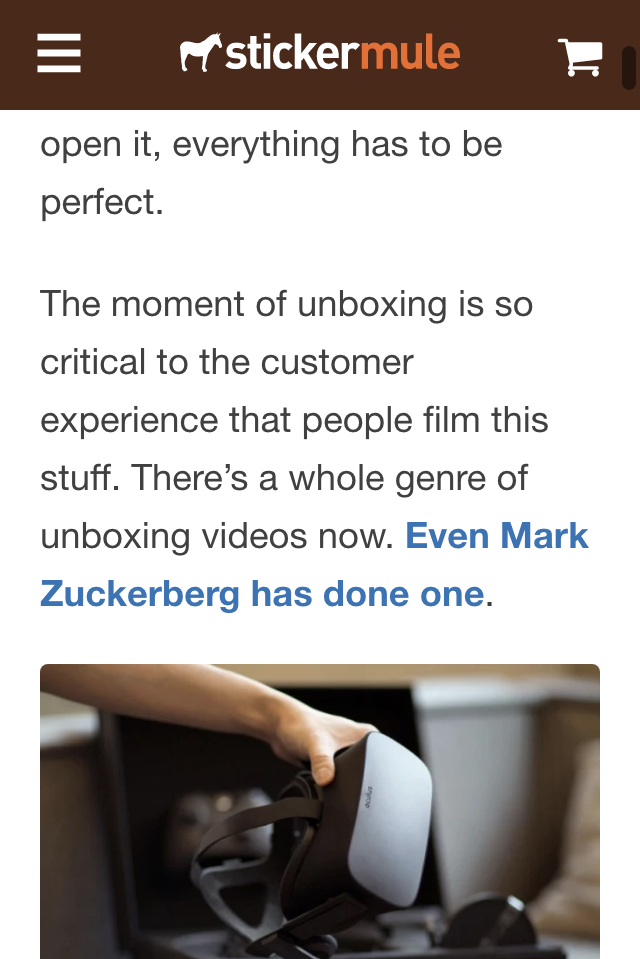 stickermule
open it, everything has to be
perfect.
The moment of unboxing is so
critical to the customer
experience that people film this
stuff. There’s a whole genre of
unboxing videos now. Even Mark
Zuckerberg has done one.
oculus